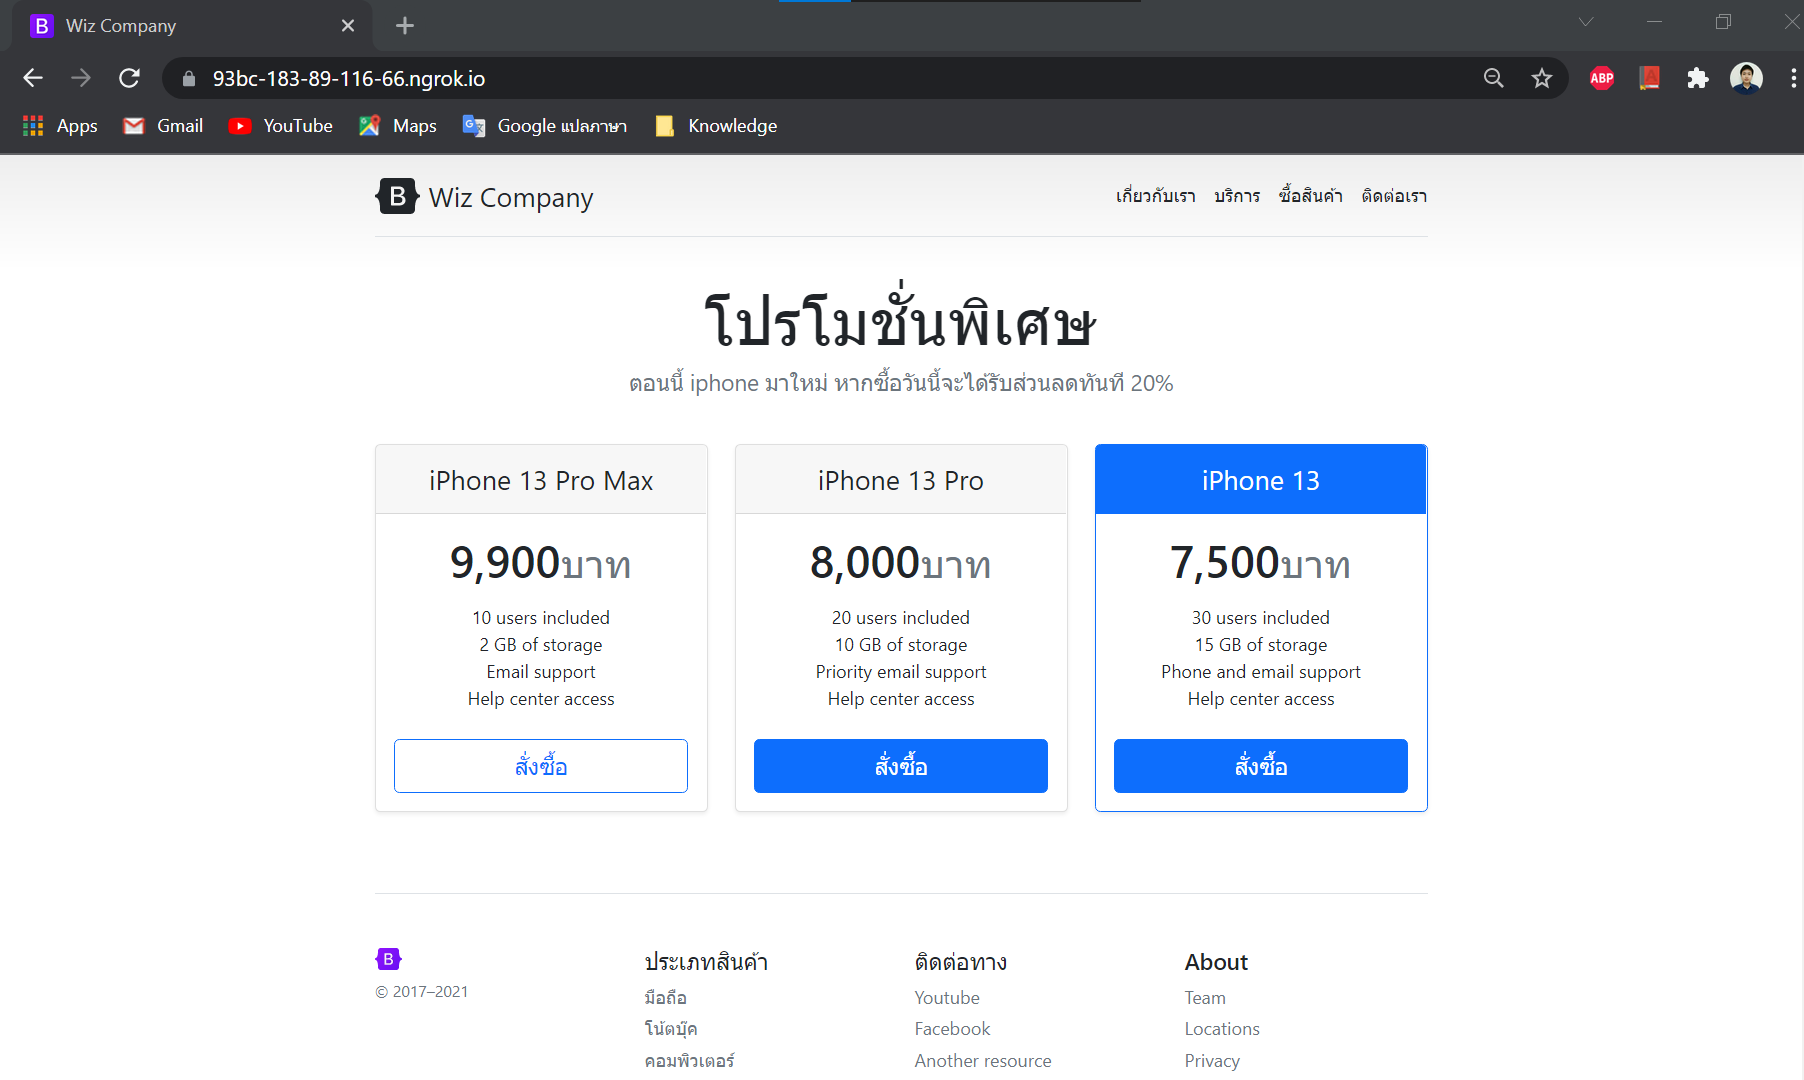 Wiz Company
93bc-183-89-116-66.ngrok.io
ABP
Apps Gmail YouTube Maps Google แปลภาษา Knowledge
B Wiz Company
เกี่ยวกับเรา บริการ ซื้อสินค้า ติดต่อเรา
โปรโมชั่นพิเศษ
ตอนนี้ iphone มาใหม่ หากซื้อวันนี้จะได้รับส่วนลดทันที 20%
iPhone 13 Pro Max
9,900บาท
10 users included
2 GB of storage
Email support
Help center access
สั่งซื้อ
iPhone 13 Pro
8,000บาท
20 users included
10 GB of storage
Priority email support
Help center access
สั่งซื้อ
iPhone 13
7,500บาท
30 users included
15 GB of storage
Phone and email support
Help center access
สั่งซื้อ
B
© 2017–2021
ประเภทสินค้า
มือถือ
โน้ตบุ๊ค
คอมพิวเตอร์
ติดต่อทาง
Youtube
Facebook
Another resource
About
Team
Locations
Privacy